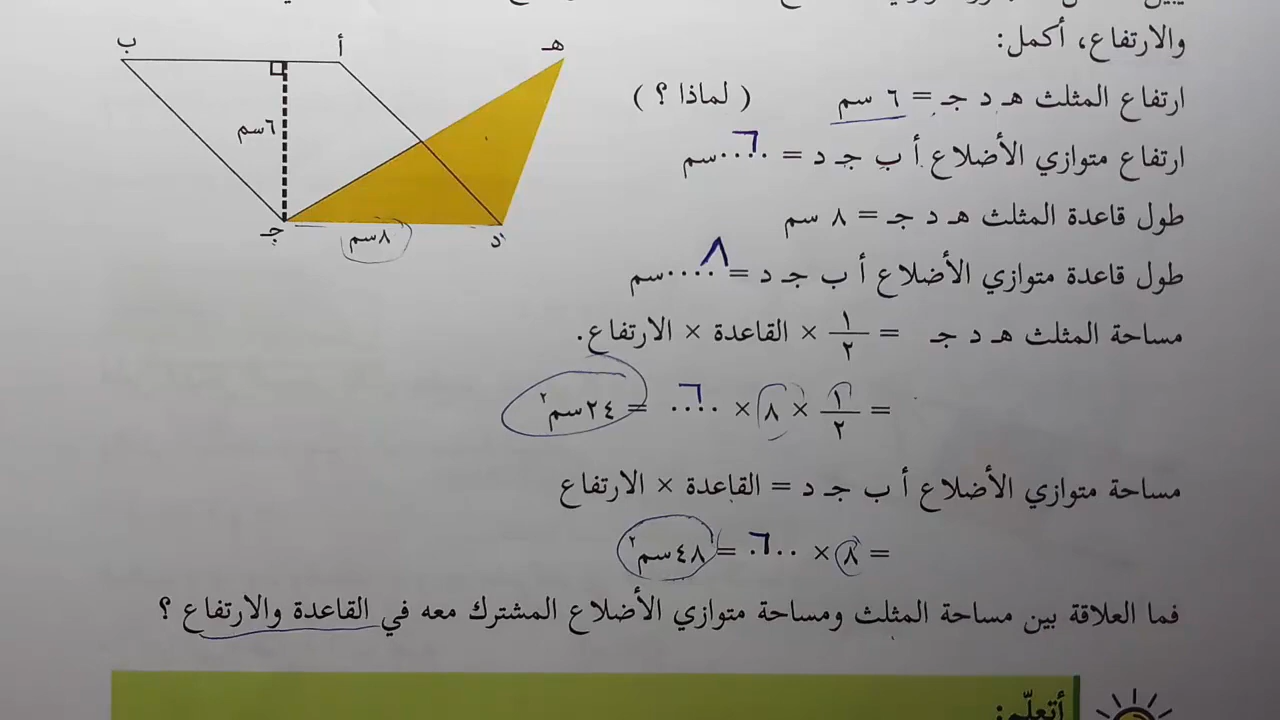 والارتفاع، أكمل:
ارتفاع المثلث هـ د جـ = ٦ سم ( لماذا ؟ )
ارتفاع متوازي الأضلاع أ ب جـ د = ..٦.. سم
طول قاعدة المثلث هـ د جـ = ٨ سم
طول قاعدة متوازي الأضلاع أ ب جـ د = ..٨.. سم
مساحة المثلث هـ د جـ = ١/٢ × القاعدة × الارتفاع.
= ١/٢ × ٨ × ..٦.. = ٢٤سم٢
مساحة متوازي الأضلاع أ ب جـ د = القاعدة × الارتفاع
= ٨ × ..٦.. = ٤٨سم٢
فما العلاقة بين مساحة المثلث ومساحة متوازي الأضلاع المشترك معه في القاعدة والارتفاع ؟
أتعلّم:
هـ
أ
ب
٦سم
جـ
٨سم
د